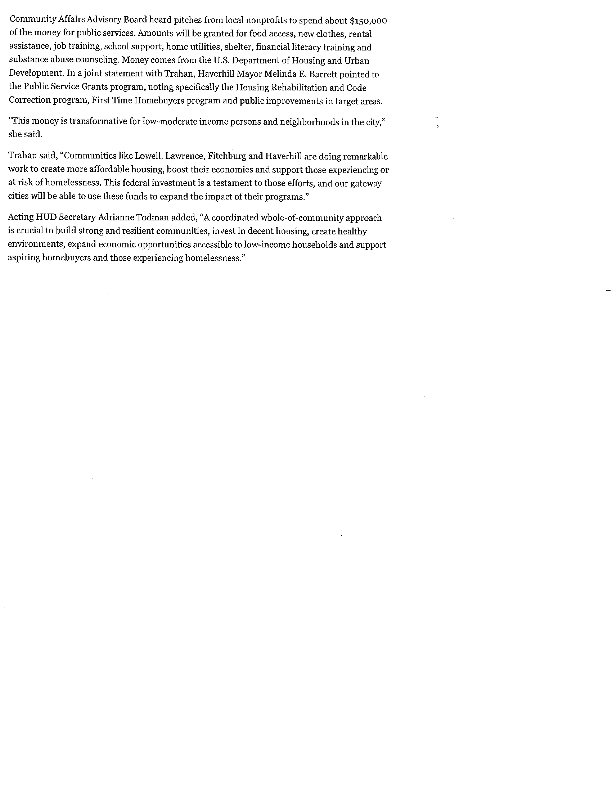 Community Affairs Advisory Board heard pitches from local nonprofits to spend about $150,000
of the money for public services. Amounts will be granted for food access, new clothes, rental
assistance, job training, school support, home utilities, shelter, financial literacy training and
substance abuse counseling. Money comes from the U.S. Department of Housing and Urban
Development. In a joint statement with Trahan, Haverhill Mayor Melinda E. Barrett pointed to
the Public Service Grants program, noting specifically the Housing Rehabilitation and Code
Correction program, First Time Homebuyers program and public improvements in target areas.
"This money is transformative for low-moderate income persons and neighborhoods in the city,"
she said.
Trahan said, "Communities like Lowell, Lawrence, Fitchburg and Haverhill are doing remarkable
work to create more affordable housing, boost their economies and support those experiencing or
at risk of homelessness. This federal investment is a testament to those efforts, and our gateway
cities will be able to use these funds to expand the impact of their programs."
Acting HUD Secretary Adrianne Todman added, "A coordinated whole-of-community approach
is crucial to build strong and resilient communities, invest in decent housing, create healthy
environments, expand economic opportunities accessible to low-income households and support
aspiring homebuyers and those experiencing homelessness."